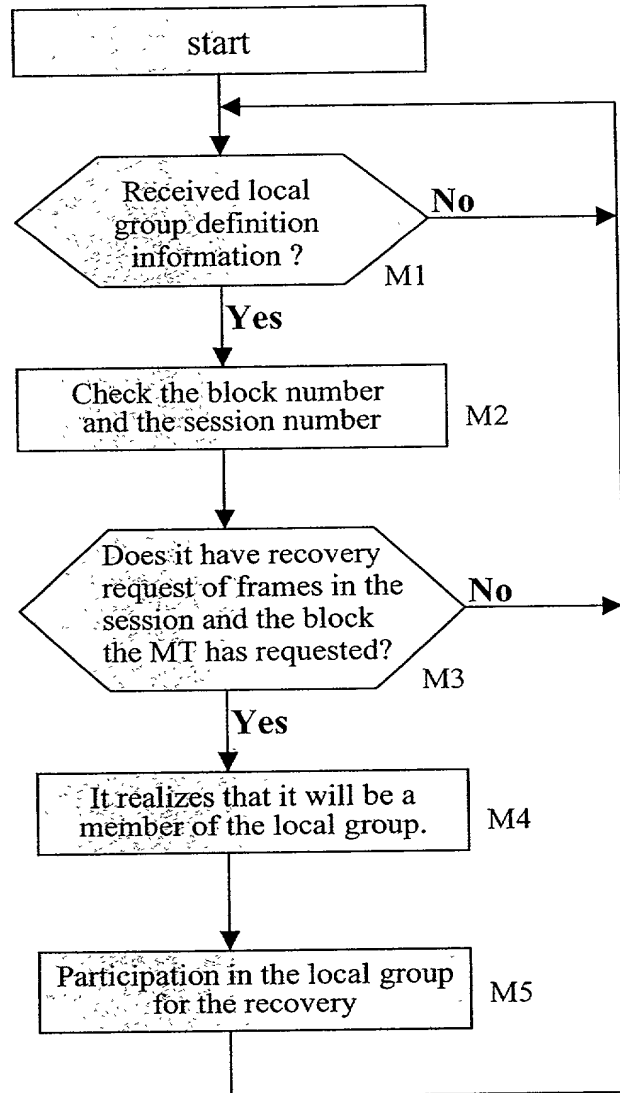 start
Received local
group definition
information ?
No
M1
Yes
Check the block number
and the session number
M2
Does it have recovery
request of frames in the
session and the block
the MT has requested?
No
M3
Yes
It realizes that it will be a
member of the local group.
M4
Participation in the local group
for the recovery
M5